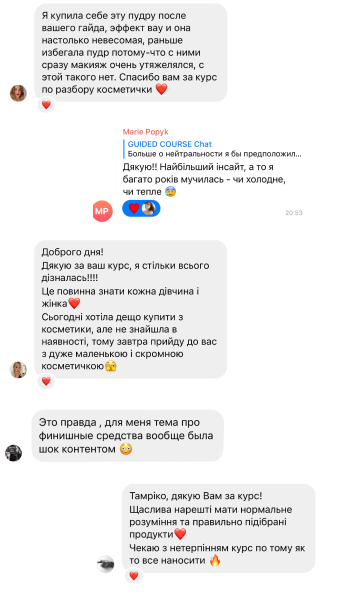 Я купила себе эту пудру после
вашего гайда, эффект вау и она
настолько невесомая, раньше
избегала пудр потому-что с ними
сразу макияж очень утяжелялся, с
этой такого нет. Спасибо вам за курс
по разбору косметички ❤️
Marie Popyk
GUIDED COURSE Chat
Больше о нейтральности я бы предположил...
Дякую!! Найбільший інсайт, а то я
багато років мучилась - чи холодне,
чи тепле 😰
MP
20:53
Доброго дня!
Дякую за ваш курс, я стільки всього
дізналась!!!!
Це повинна знати кожна дівчина і
жінка❤️
Сьогодні хотіла дещо купити з
косметики, але не знайшла в
наявності, тому завтра прийду до вас
з дуже маленькою і скромною
косметичкою🫣
Это правда , для меня тема про
финишные средства вообще была
шок контентом 😳
Тамріко, дякую Вам за курс!
Щаслива нарешті мати нормальне
розуміння та правильно підібрані
продукти❤️
Чекаю з нетерпінням курс по тому як
то все наносити 🔥